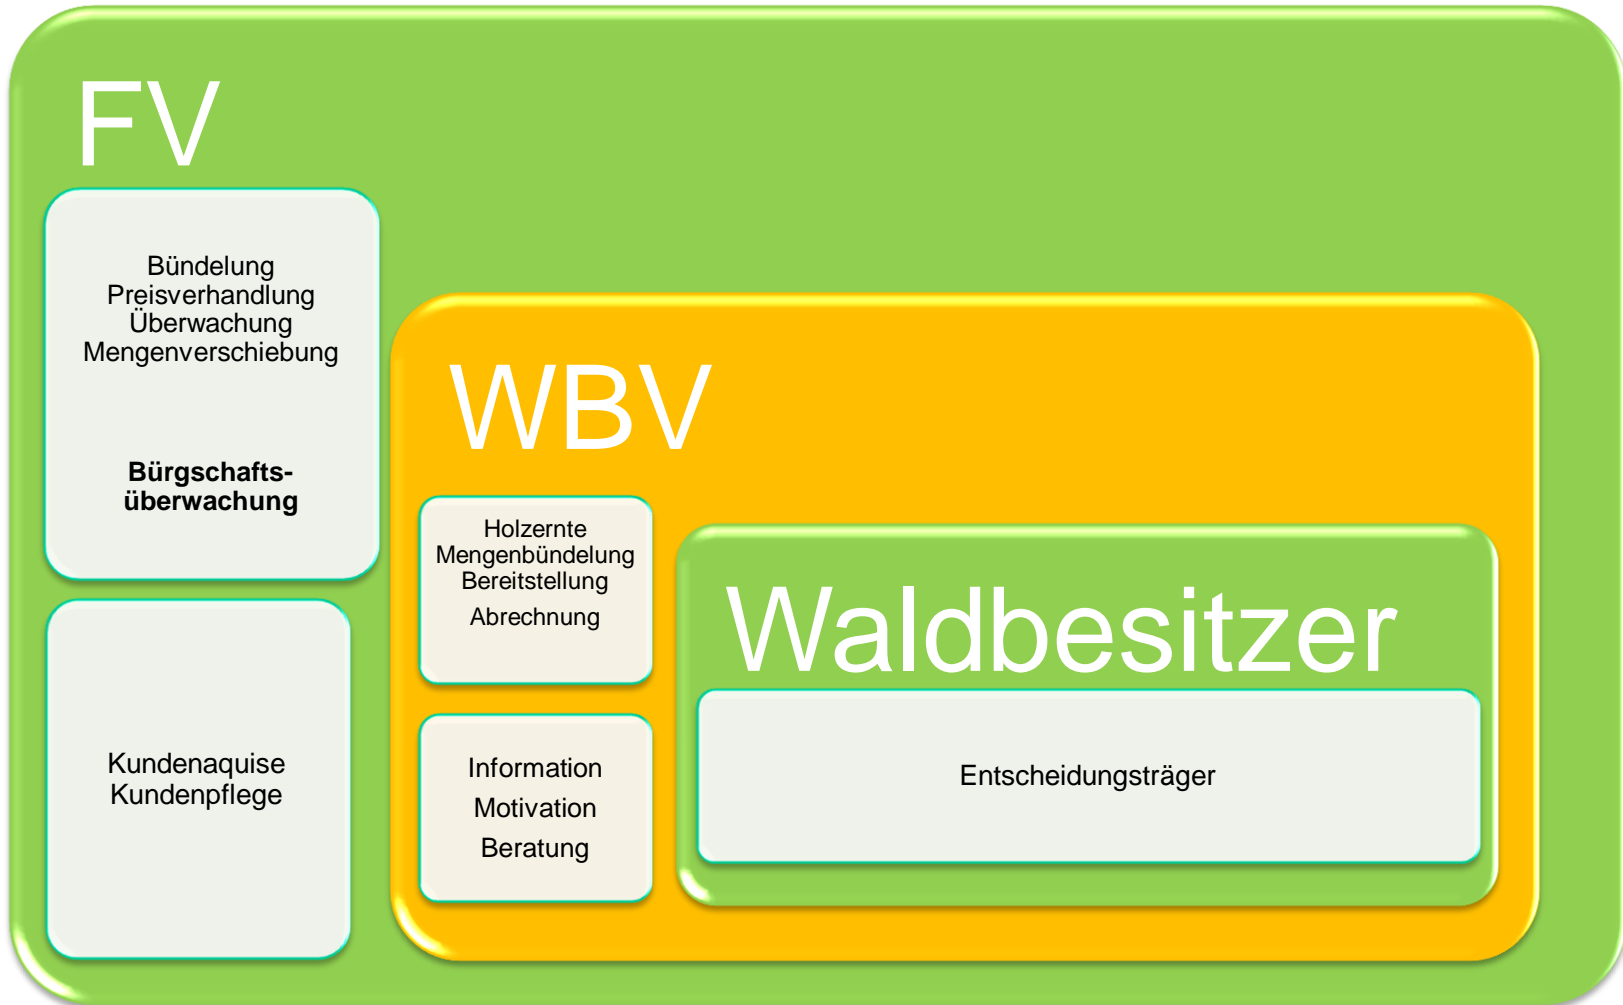 FV
Bündelung
Preisverhandlung
Überwachung
Mengenverschiebung
Bürgschafts-
überwachung
Kundenaquise
Kundenpflege
WBV
Holzernte
Mengenbündelung
Bereitstellung
Abrechnung
Information
Motivation
Beratung
Waldbesitzer
Entscheidungsträger